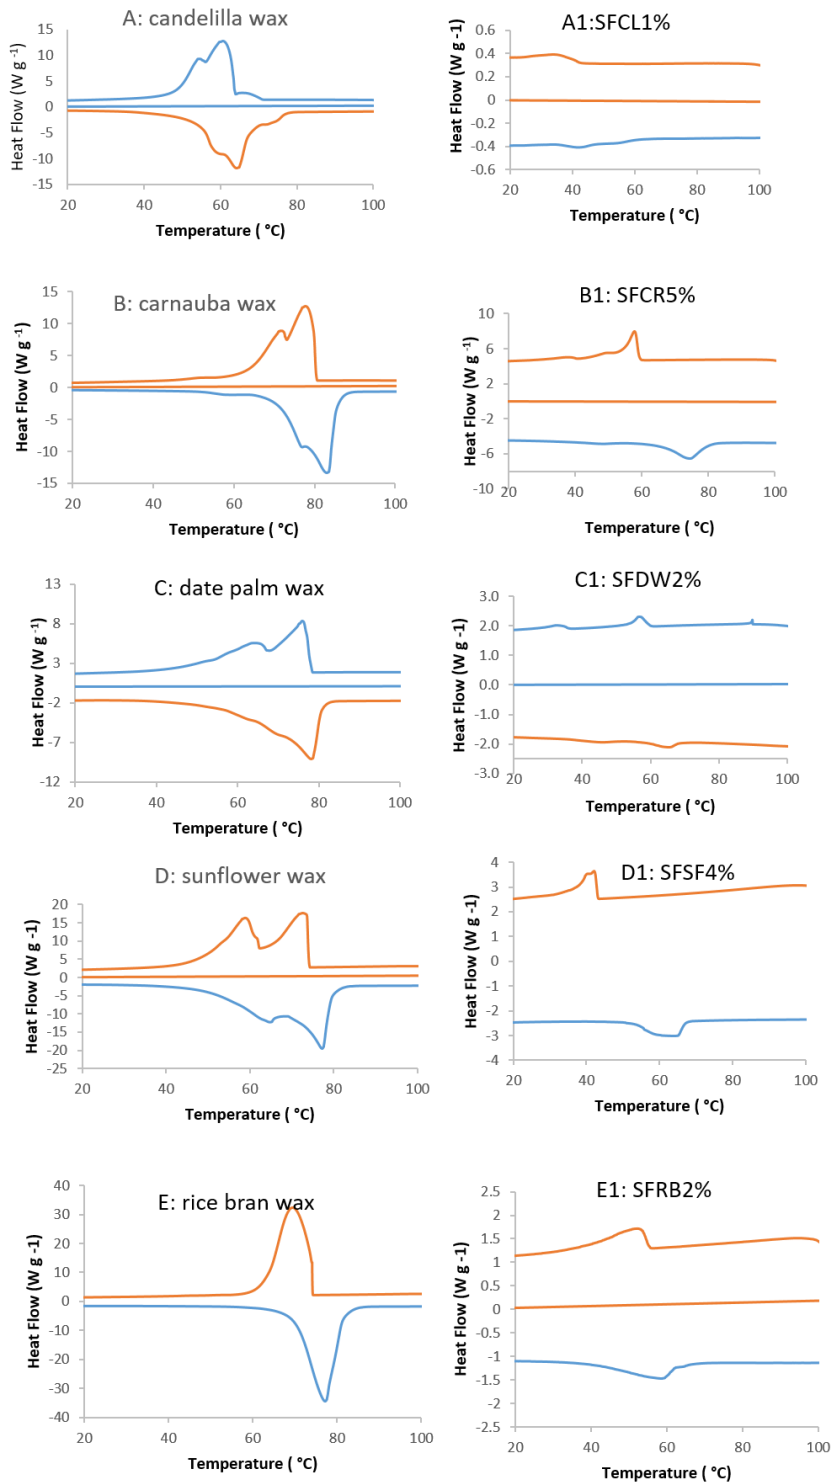 A: candelilla wax
Heat Flow (W g⁻¹)
15
10
5
0
-5
-10
-15
20 40 60 80 100
Temperature ( °C)
A1:SFCL1%
Heat Flow (W g -1)
0.6
0.4
0.2
0
-0.2
-0.4
-0.6
20 40 60 80 100
Temperature ( °C)
B: carnauba wax
Heat Flow (W g⁻¹)
15
10
5
0
-5
-10
-15
20 40 60 80 100
Temperature ( °C)
B1: SFCR5%
Heat Flow (W g⁻¹)
10
6
2
-2
-6
-10
20 40 60 80 100
Temperature ( °C)
C: date palm wax
Heat Flow (W g⁻¹)
13
8
3
-2
-7
-12
20 40 60 80 100
Temperature ( °C)
C1: SFDW2%
Heat Flow (W g -1)
3.0
2.0
1.0
0.0
-1.0
-2.0
-3.0
20 40 60 80 100
Temperature ( °C)
D: sunflower wax
Heat Flow (W g -1)
20
15
10
5
0
-5
-10
-15
-20
-25
20 40 60 80 100
Temperature ( °C)
D1: SFSF4%
Heat Flow (W g -1)
4
3
2
1
0
-1
-2
-3
-4
20 40 60 80 100
Temperature ( °C)
E: rice bran wax
Heat Flow (W g -1)
40
30
20
10
0
-10
-20
-30
-40
20 40 60 80 100
Temperature ( °C)
E1: SFRB2%
Heat Flow (W g -1)
2.5
2
1.5
1
0.5
0
-0.5
-1
-1.5
-2
-2.5
20 40 60 80 100
Temperature ( °C)